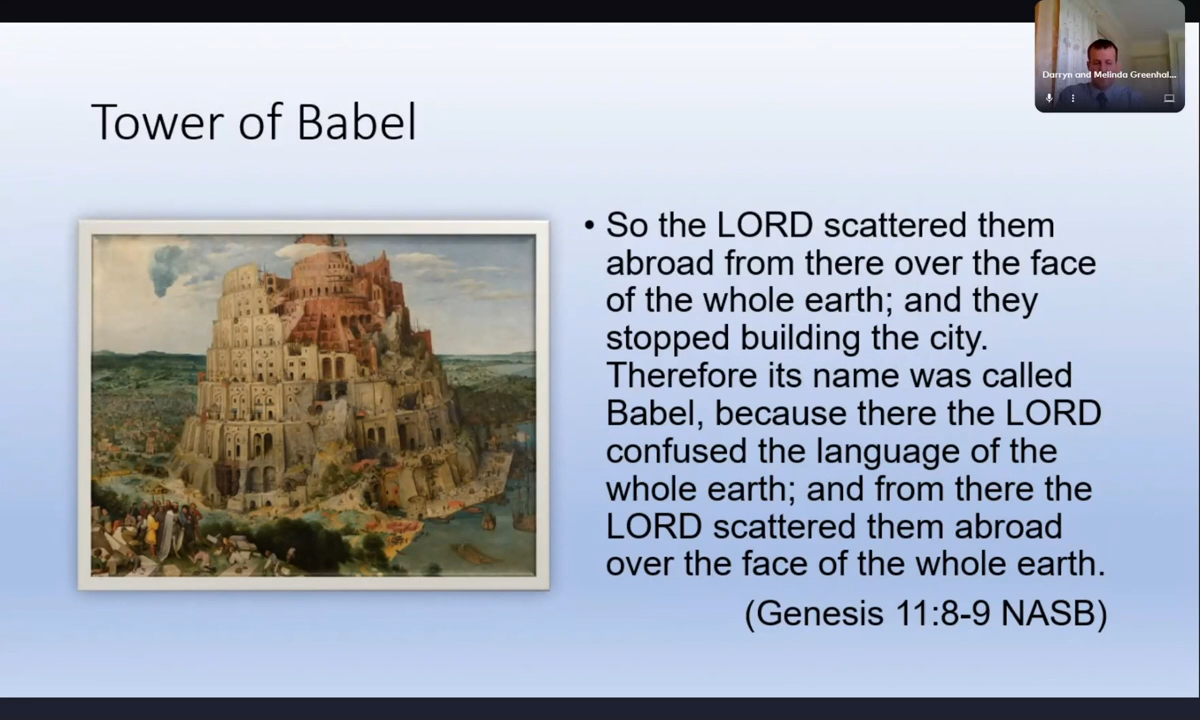 Darryn and Melinda Greenhal...
Tower of Babel
• So the LORD scattered them
abroad from there over the face
of the whole earth; and they
stopped building the city.
Therefore its name was called
Babel, because there the LORD
confused the language of the
whole earth; and from there the
LORD scattered them abroad
over the face of the whole earth.
(Genesis 11:8-9 NASB)